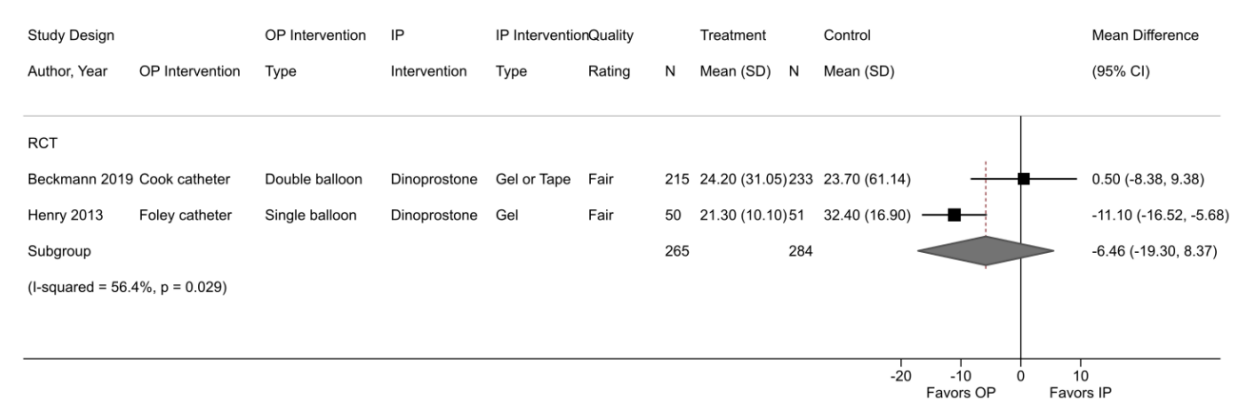 Study Design OP Intervention IP IP InterventionQuality Treatment Control Mean Difference
Author, Year OP Intervention Type Intervention Type Rating N Mean (SD) N Mean (SD) (95% CI)
RCT
Beckmann 2019 Cook catheter Double balloon Dinoprostone Gel or Tape Fair 215 24.20 (31.05)233 23.70 (61.14) 0.50 (-8.38, 9.38)
Henry 2013 Foley catheter Single balloon Dinoprostone Gel Fair 50 21.30 (10.10)51 32.40 (16.90) -11.10 (-16.52, -5.68)
Subgroup 265 284 -6.46 (-19.30, 8.37)
(I-squared = 56.4%, p = 0.029)
-20 -10 0 10
Favors OP Favors IP